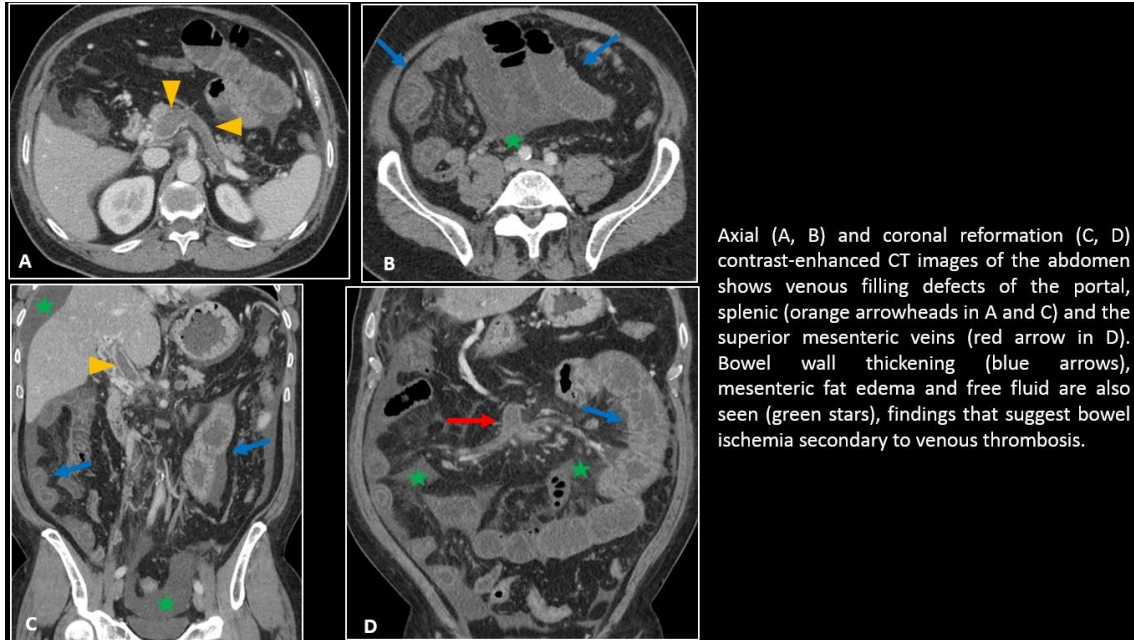 A
B
C
D
Axial (A, B) and coronal reformation (C, D)
contrast-enhanced CT images of the abdomen
shows venous filling defects of the portal,
splenic (orange arrowheads in A and C) and the
superior mesenteric veins (red arrow in D).
Bowel wall thickening (blue arrows),
mesenteric fat edema and free fluid are also
seen (green stars), findings that suggest bowel
ischemia secondary to venous thrombosis.